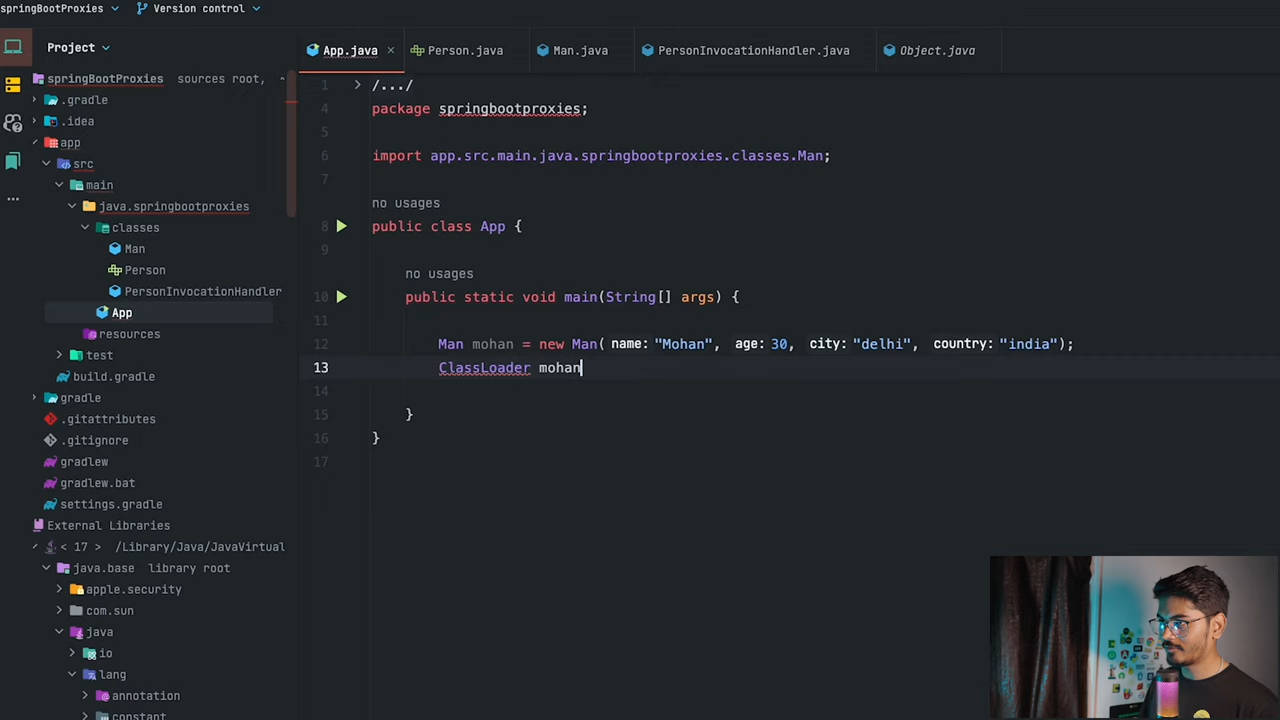 springBootProxies Version control
Project
App.java Person.java Man.java PersonInvocationHandler.java Object.java
springBootProxies sources root,
.gradle
.idea
app
src
main
java.springbootproxies
classes
Man
Person
PersonInvocationHandler
App
resources
test
build.gradle
gradle
.gitattributes
.gitignore
gradlew
gradlew.bat
settings.gradle
External Libraries
< 17 > /Library/Java/JavaVirtual
java.base library root
apple.security
com.sun
java
io
lang
annotation
constant
1 /.../
4 package springbootproxies;
5
6 import app.src.main.java.springbootproxies.classes.Man;
7
no usages
8 public class App {
9
no usages
10 public static void main(String[] args) {
11
12 Man mohan = new Man( name: "Mohan", age: 30, city: "delhi", country: "india");
13 ClassLoader mohan
14
15 }
16 }
17